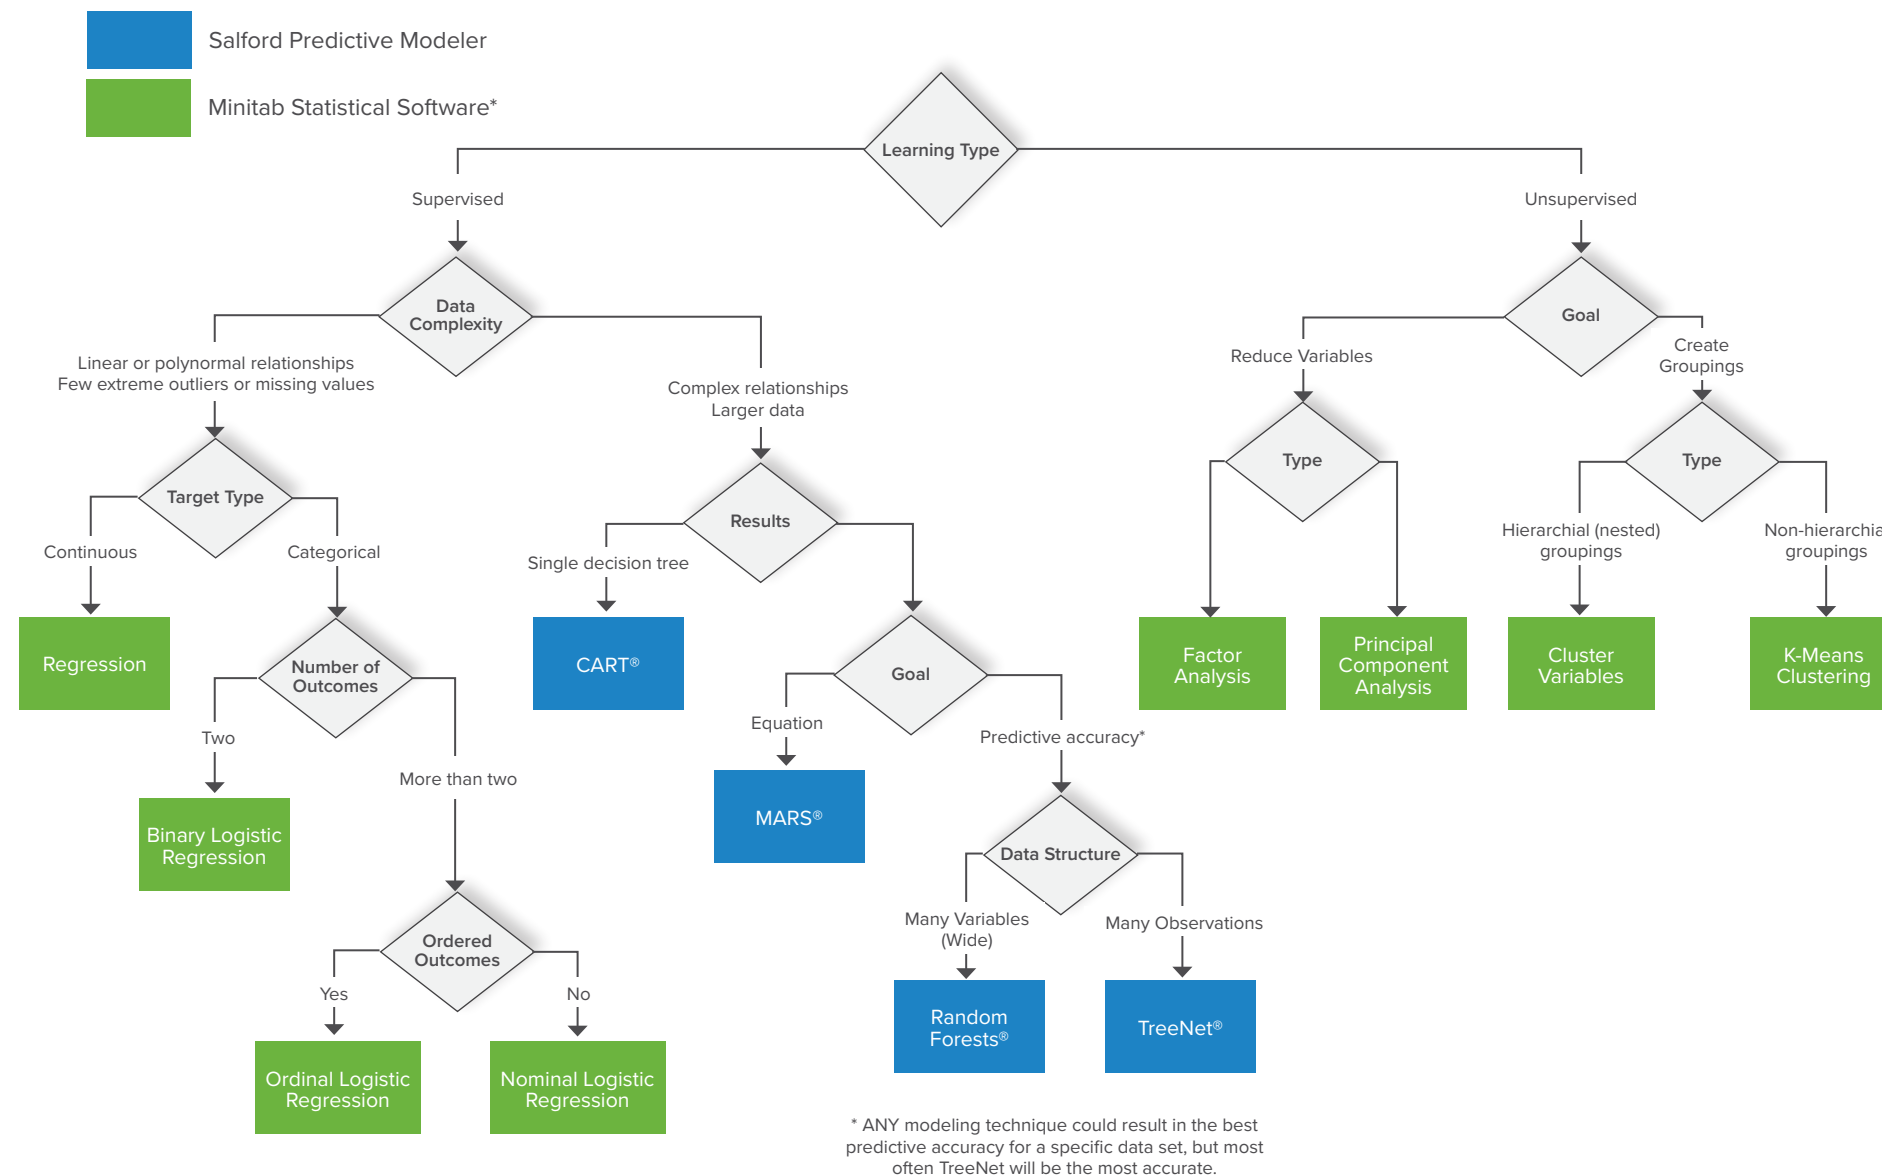 Salford Predictive Modeler
Minitab Statistical Software*
Learning Type
Supervised
Unsupervised
Data
Complexity
Goal
Linear or polynormal relationships
Few extreme outliers or missing values
Complex relationships
Larger data
Reduce Variables
Create
Groupings
Target Type
Results
Type
Type
Continuous
Categorical
Single decision tree
Hierarchial (nested)
groupings
Non-hierarchia
groupings
Regression
Number of
Outcomes
CART®
Goal
Factor
Analysis
Principal
Component
Analysis
Cluster
Variables
K-Means
Clustering
Two
More than two
Equation
Predictive accuracy*
Binary Logistic
Regression
MARS®
Data Structure
Ordered
Outcomes
Many Variables
(Wide)
Many Observations
Yes
No
Random
Forests®
TreeNet®
Ordinal Logistic
Regression
Nominal Logistic
Regression
* ANY modeling technique could result in the best
predictive accuracy for a specific data set, but most
often TreeNet will be the most accurate.